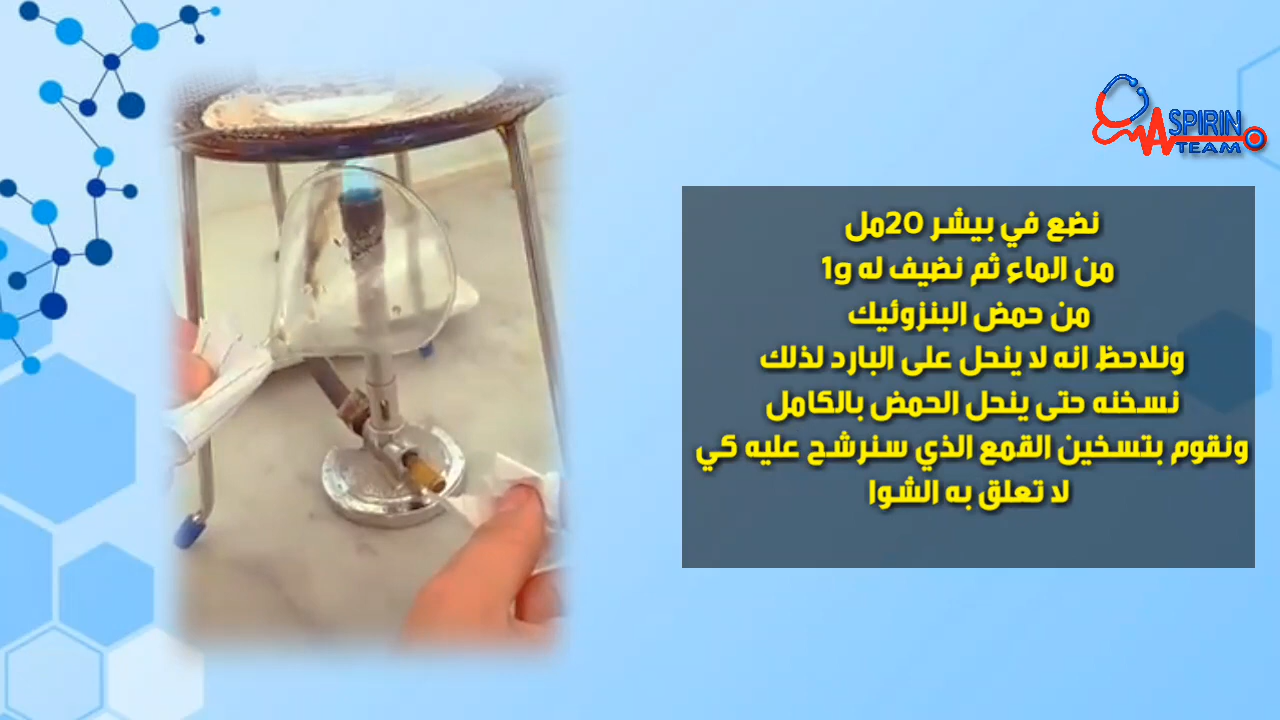 ASPIRIN
TEAM
نضع في بيشر 20مل
من الماء ثم نضيف له 1g
من حمض البنزوئيك
ونلاحظ انه لا ينحل على البارد لذلك
نسخنه حتى ينحل الحمض بالكامل
ونقوم بتسخين القمع الذي سنرشح عليه كي
لا تعلق به الشوا